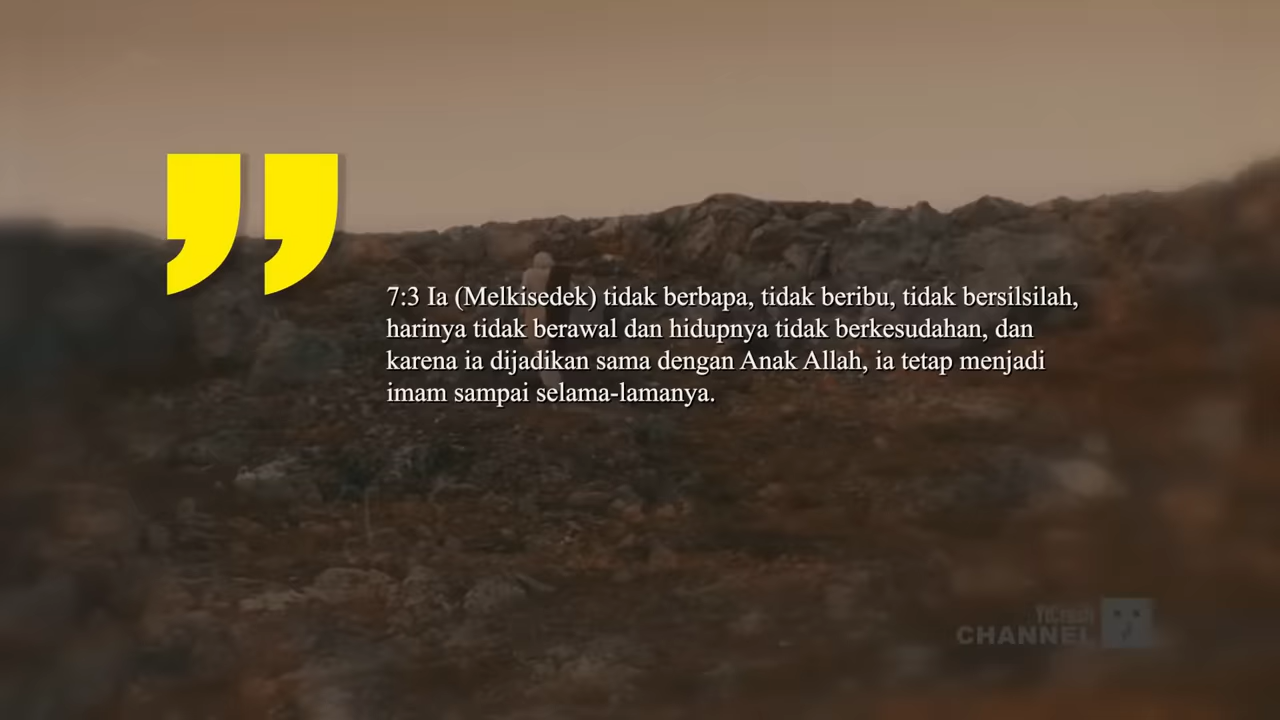 7:3 Ia (Melkisedek) tidak berbapa, tidak beribu, tidak bersilsilah,
harinya tidak berawal dan hidupnya tidak berkesudahan, dan
karena ia dijadikan sama dengan Anak Allah, ia tetap menjadi
imam sampai selama-lamanya.
CHANNEL